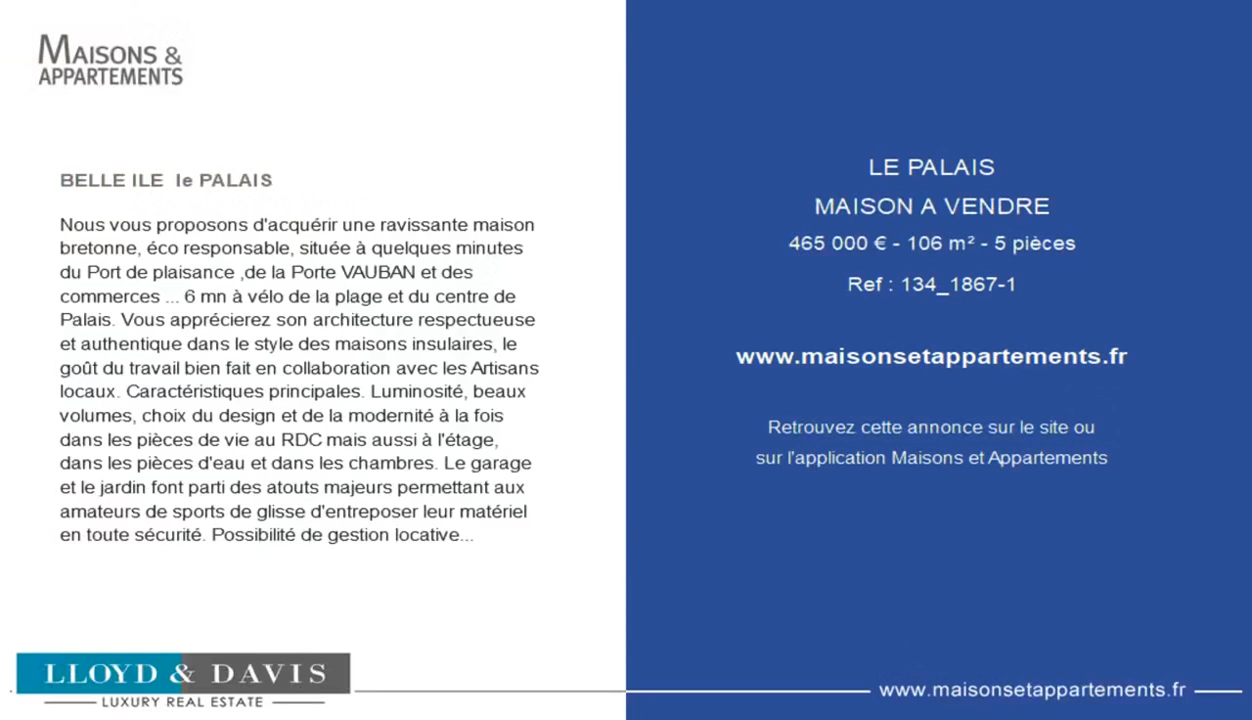 MAISONS &
APPARTEMENTS
BELLE ILE le PALAIS
Nous vous proposons d'acquérir une ravissante maison
bretonne, éco responsable, située à quelques minutes
du Port de plaisance ,de la Porte VAUBAN et des
commerces ... 6 mn à vélo de la plage et du centre de
Palais. Vous apprécierez son architecture respectueuse
et authentique dans le style des maisons insulaires, le
goût du travail bien fait en collaboration avec les Artisans
locaux. Caractéristiques principales. Luminosité, beaux
volumes, choix du design et de la modernité à la fois
dans les pièces de vie au RDC mais aussi à l'étage,
dans les pièces d'eau et dans les chambres. Le garage
et le jardin font parti des atouts majeurs permettant aux
amateurs de sports de glisse d'entreposer leur matériel
en toute sécurité. Possibilité de gestion locative...
LLOYD & DAVIS
LUXURY REAL ESTATE
LE PALAIS
MAISON A VENDRE
465 000 € - 106 m² - 5 pièces
Ref : 134_1867-1
www.maisonsetappartements.fr
Retrouvez cette annonce sur le site ou
sur l'application Maisons et Appartements
www.maisonsetappartements.fr